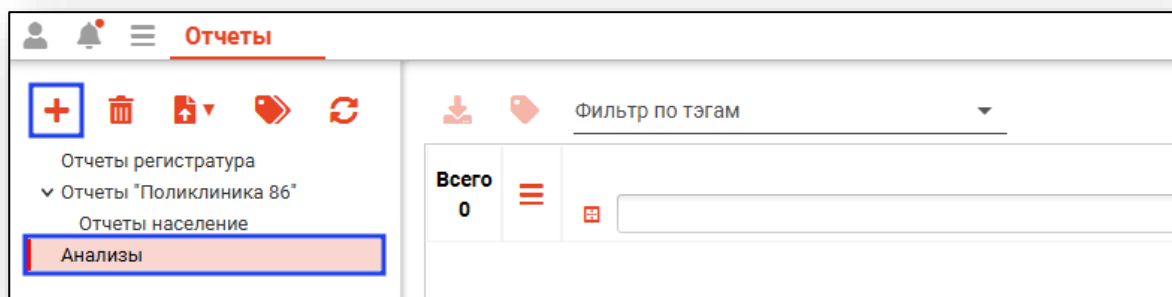 Отчеты
Фильтр по тэгам
Отчеты регистратура
Отчеты "Поликлиника 86"
Отчеты население
Анализы
Всего
0